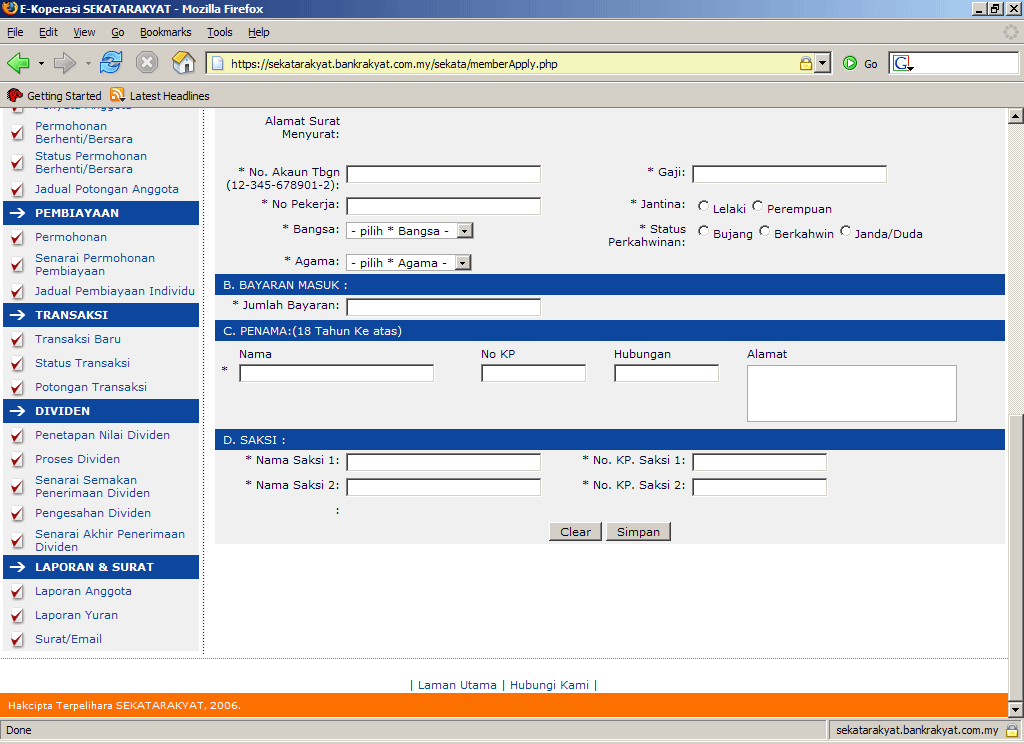 E-Koperasi SEKATARAKYAT - Mozilla Firefox
File Edit View Go Bookmarks Tools Help
https://sekatarakyat.bankrakyat.com.my/sekata/memberApply.php Go G
Getting Started Latest Headlines
Penyata Anggota
Permohonan
Berhenti/Bersara
Status Permohonan
Berhenti/Bersara
Jadual Potongan Anggota
PEMBIAYAAN
Permohonan
Senarai Permohonan
Pembiayaan
Jadual Pembiayaan Individu
TRANSAKSI
Transaksi Baru
Status Transaksi
Potongan Transaksi
DIVIDEN
Penetapan Nilai Dividen
Proses Dividen
Senarai Semakan
Penerimaan Dividen
Pengesahan Dividen
Senarai Akhir Penerimaan
Dividen
LAPORAN & SURAT
Laporan Anggota
Laporan Yuran
Surat/Email
Alamat Surat
Menyurat:
* No. Akaun Tbgn
(12-345-678901-2):
* Gaji:
* No Pekerja:
* Jantina: Lelaki Perempuan
* Bangsa: - pilih * Bangsa -
* Status
Perkahwinan:
Bujang Berkahwin Janda/Duda
* Agama: - pilih * Agama -
B. BAYARAN MASUK :
* Jumlah Bayaran:
C. PENAMA:(18 Tahun Ke atas)
Nama No KP Hubungan Alamat
*
D. SAKSI :
* Nama Saksi 1: * No. KP. Saksi 1:
* Nama Saksi 2: * No. KP. Saksi 2:
:
Clear Simpan
| Laman Utama | Hubungi Kami |
Hakcipta Terpelihara SEKATARAKYAT, 2006.
Done sekatarakyat.bankrakyat.com.my